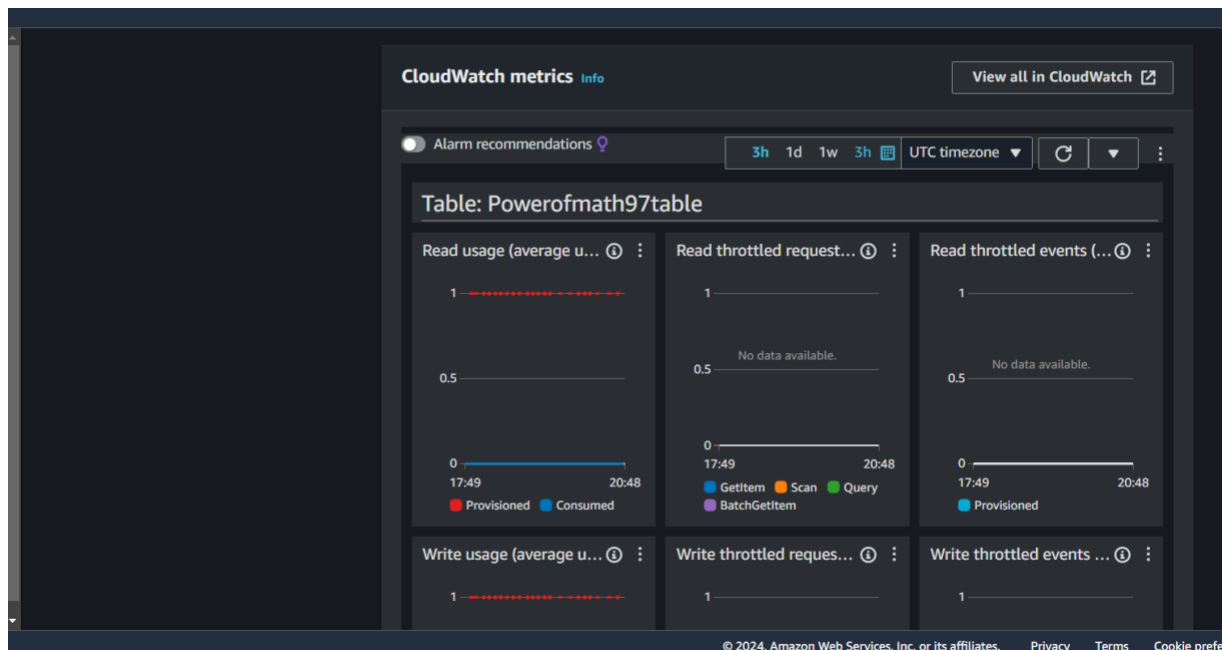 CloudWatch metrics Info
View all in CloudWatch
Alarm recommendations
3h 1d 1w 3h UTC timezone
Table: Powerofmath97table
Read usage (average u...
1
0.5
0
17:49 20:48
Provisioned Consumed
Read throttled request...
1
No data available.
0.5
0
17:49 20:48
GetItem Scan Query
BatchGetItem
Read throttled events (...
1
No data available.
0.5
0
17:49 20:48
Provisioned
Write usage (average u...
1
Write throttled reques...
1
Write throttled events ...
1
© 2024, Amazon Web Services, Inc. or its affiliates. Privacy Terms Cookie prefe